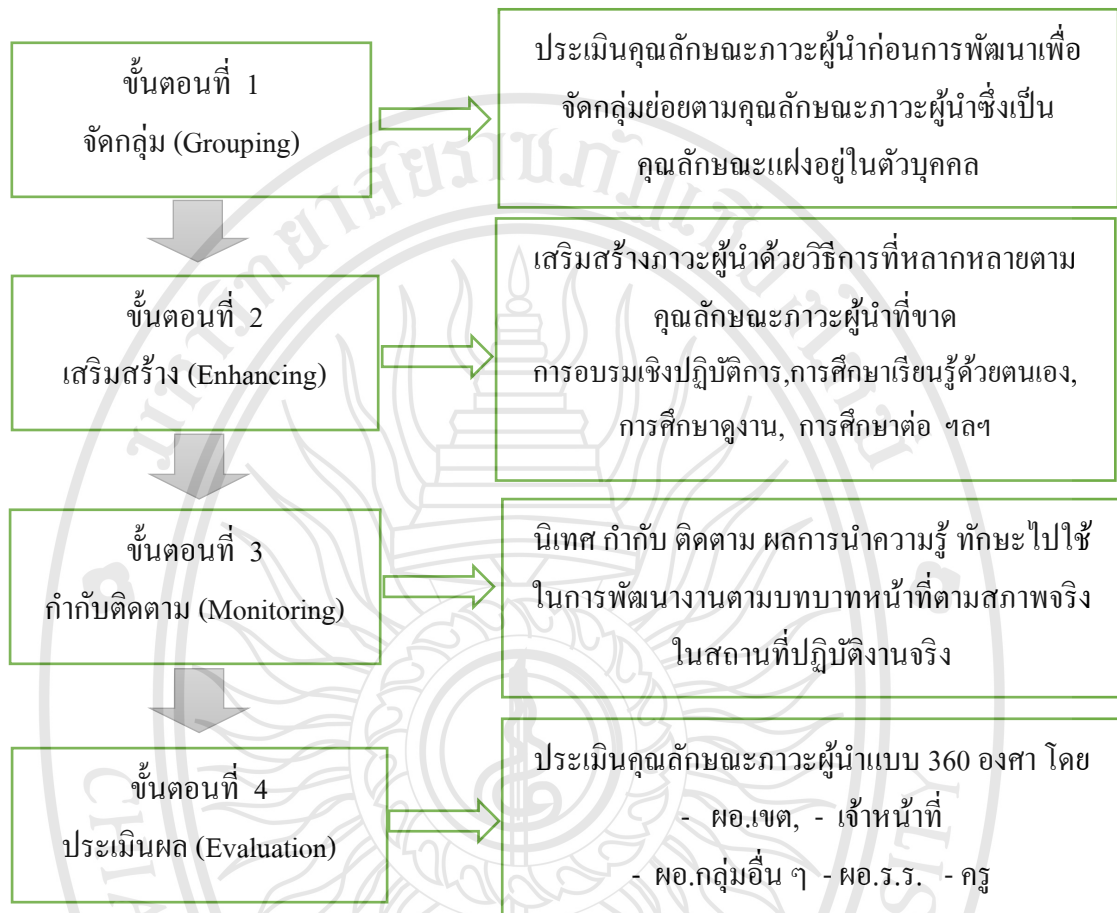 ขั้นตอนที่ 1
จัดกลุ่ม (Grouping)
ประเมินคุณลักษณะภาวะผู้นำก่อนการพัฒนาเพื่อ
จัดกลุ่มย่อยตามคุณลักษณะภาวะผู้นำซึ่งเป็น
คุณลักษณะแฝงอยู่ในตัวบุคคล
ขั้นตอนที่ 2
เสริมสร้าง (Enhancing)
เสริมสร้างภาวะผู้นำด้วยวิธีการที่หลากหลายตาม
คุณลักษณะภาวะผู้นำที่ขาด
การอบรมเชิงปฏิบัติการ,การศึกษาเรียนรู้ด้วยตนเอง,
การศึกษาดูงาน, การศึกษาต่อ ฯลฯ
ขั้นตอนที่ 3
กำกับติดตาม (Monitoring)
นิเทศ กำกับ ติดตาม ผลการนำความรู้ ทักษะไปใช้
ในการพัฒนางานตามบทบาทหน้าที่ตามสภาพจริง
ในสถานที่ปฏิบัติงานจริง
ขั้นตอนที่ 4
ประเมินผล (Evaluation)
ประเมินคุณลักษณะภาวะผู้นำแบบ 360 องศา โดย
- ผอ.เขต, - เจ้าหน้าที่
- ผอ.กลุ่มอื่น ๆ - ผอ.ร.ร. - ครู